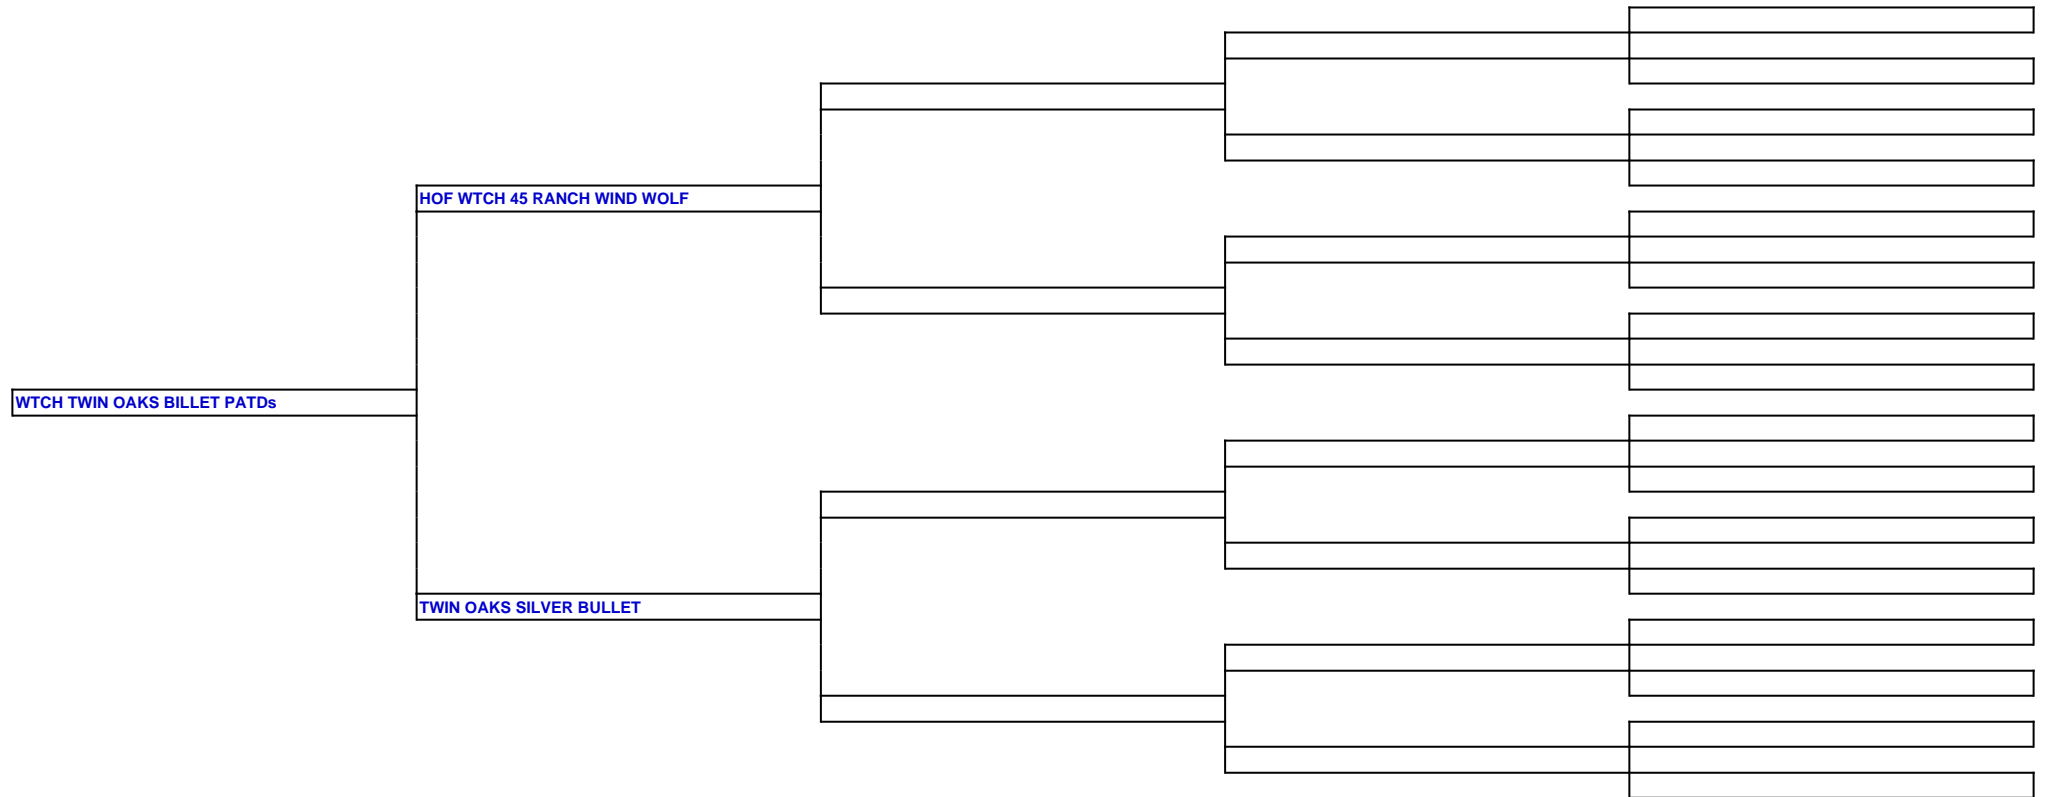 HOF WTCH 45 RANCH WIND WOLF
WTCH TWIN OAKS BILLET PATDs
TWIN OAKS SILVER BULLET